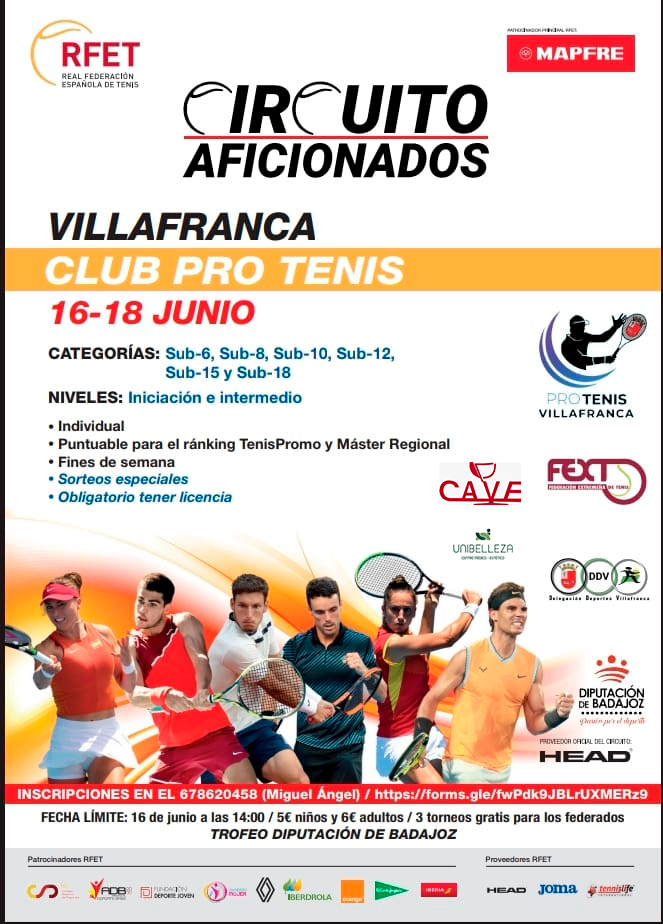 RFET
REAL FEDERACIÓN
ESPAÑOLA DE TENIS
PATROCINADOR PRINCIPAL RFET:
MAPFRE
CIRCUITO
AFICIONADOS
VILLAFRANCA
CLUB PRO TENIS
16-18 JUNIO
CATEGORÍAS: Sub-6, Sub-8, Sub-10, Sub-12,
Sub-15 y Sub-18
NIVELES: Iniciación e intermedio
• Individual
• Puntuable para el ránking TenisPromo y Máster Regional
• Fines de semana
• Sorteos especiales
• Obligatorio tener licencia
PROTENIS
VILLAFRANCA
CAVE
FEXT
FEDERACIÓN EXTREMEÑA DE TENIS
UNIBELLEZA
CENTRO MÉDICO - ESTÉTICO
DDV
Delegación Deportes Villafranca
DIPUTACIÓN
DE BADAJOZ
Pasión por el deporte
PROVEEDOR OFICIAL DEL CIRCUITO:
HEAD
INSCRIPCIONES EN EL 678620458 (Miguel Ángel) / https://forms.gle/fwPdk9JBLrUXMERz9
FECHA LÍMITE: 16 de junio a las 14:00 / 5€ niños y 6€ adultos / 3 torneos gratis para los federados
TROFEO DIPUTACIÓN DE BADAJOZ
Patrocinadores RFET
Proveedores RFET
CSD
ADB
FUNDACIÓN
DEPORTE JOVEN
IBERDROLA
orange
El Corte Inglés
IBERIA
HEAD
Joma
tennislife